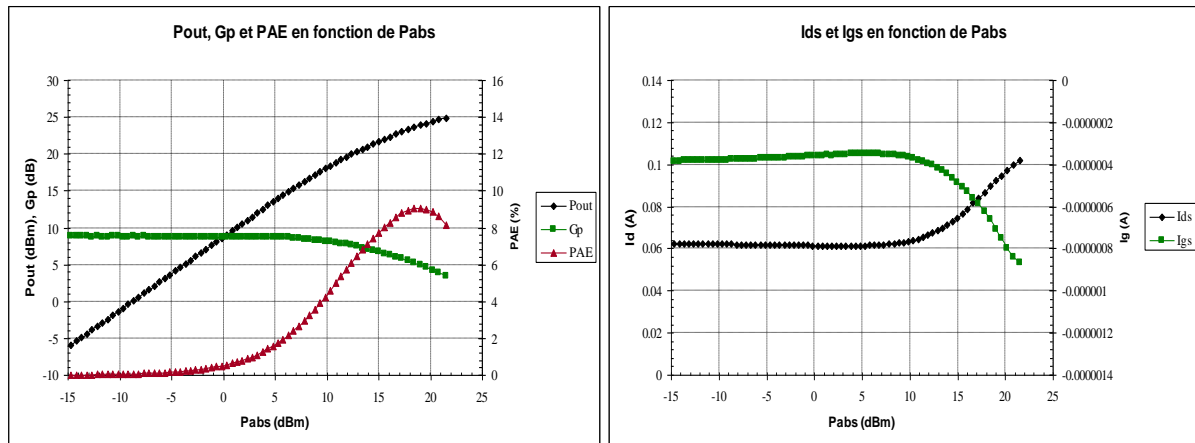 Pout, Gp et PAE en fonction de Pabs
Pout (dBm), Gp (dB)
30
25
20
15
10
5
0
-5
-10
16
14
12
10
8
6
4
2
0
PAE (%)
-15 -10 -5 0 5 10 15 20 25
Pabs (dBm)
Pout
Gp
PAE
Ids et Igs en fonction de Pabs
Id (A)
0.14
0.12
0.1
0.08
0.06
0.04
0.02
0
0
-0.0000002
-0.0000004
-0.0000006
-0.0000008
-0.000001
-0.0000012
-0.0000014
Ig (A)
-15 -10 -5 0 5 10 15 20 25
Pabs (dBm)
Ids
Igs